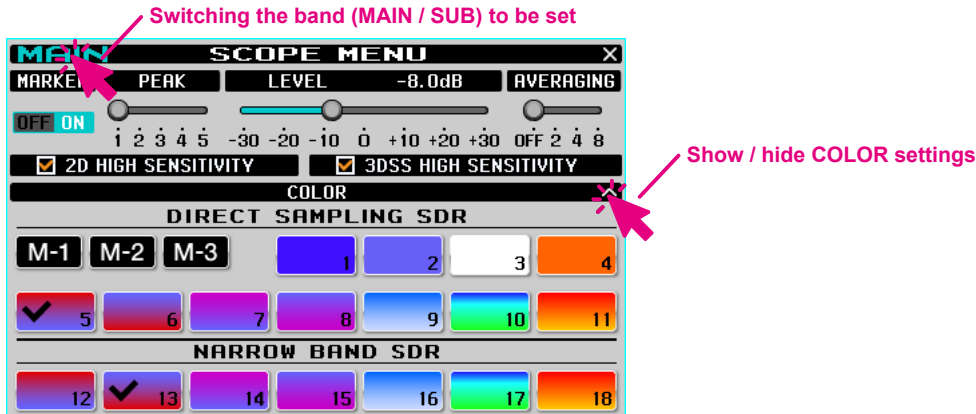 Switching the band (MAIN / SUB) to be set
MAIN SCOPE MENU ×
MARKER PEAK LEVEL -8.0dB AVERAGING
OFF ON 1 2 3 4 5 -30 -20 -10 0 +10 +20 +30 OFF 2 4 8
2D HIGH SENSITIVITY 3DSS HIGH SENSITIVITY
Show / hide COLOR settings
COLOR
DIRECT SAMPLING SDR
M-1 M-2 M-3 1 2 3 4
5 6 7 8 9 10 11
NARROW BAND SDR
12 13 14 15 16 17 18